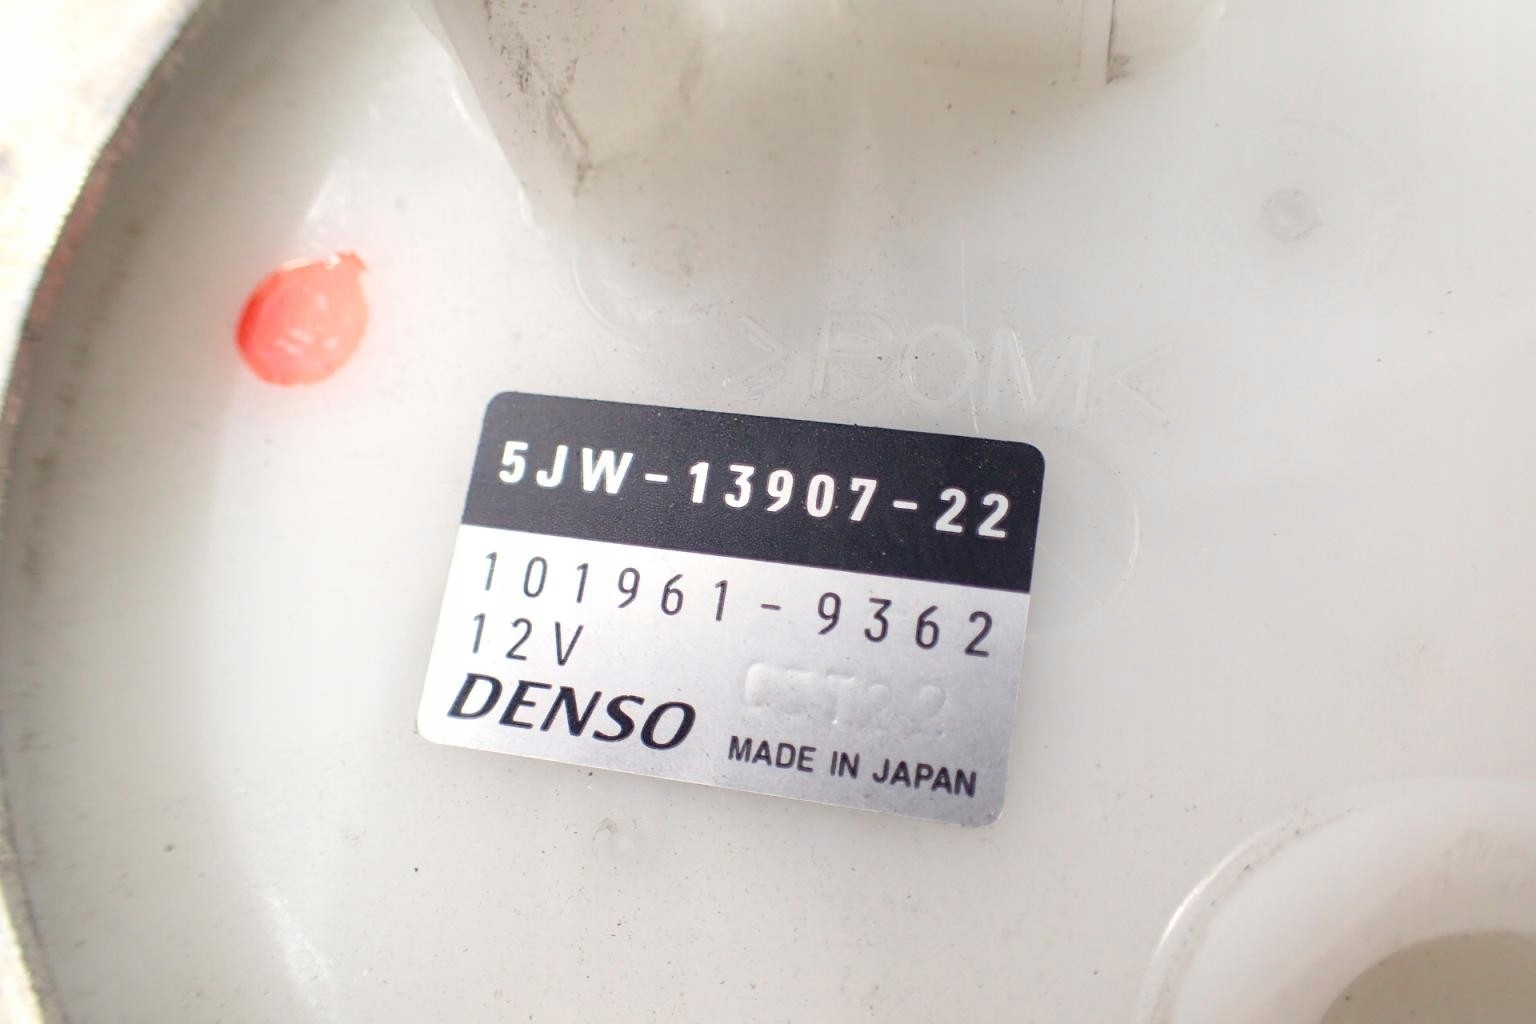 >POM<
5JW-13907-22
101961-9362
12V
DENSO
MADE IN JAPAN